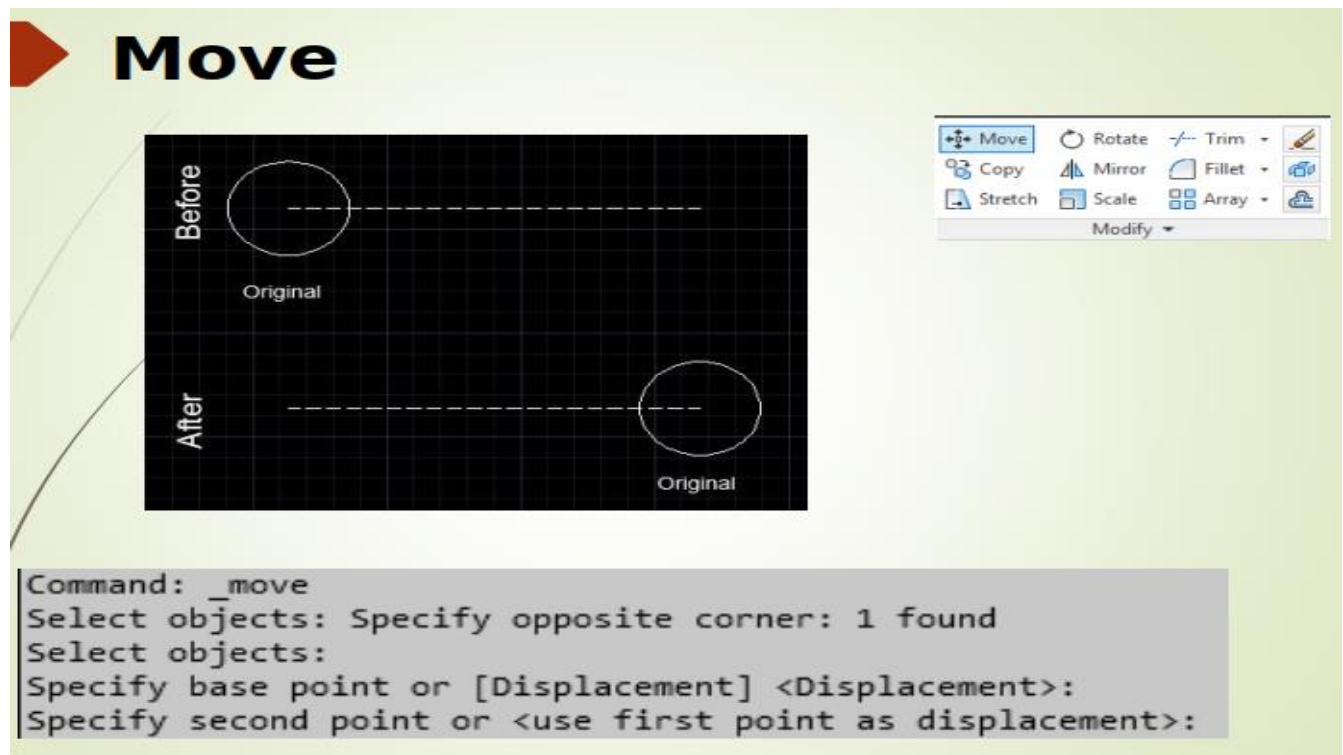 Move
Before
Original
After
Original
Move Rotate Trim
Copy Mirror Fillet
Stretch Scale Array
Modify
Command: _move
Select objects: Specify opposite corner: 1 found
Select objects:
Specify base point or [Displacement] <Displacement>:
Specify second point or <use first point as displacement>: